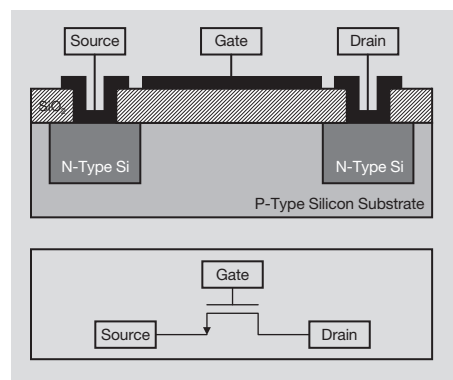 Source Gate Drain
SiO₂
N-Type Si N-Type Si
P-Type Silicon Substrate
Gate
Source Drain